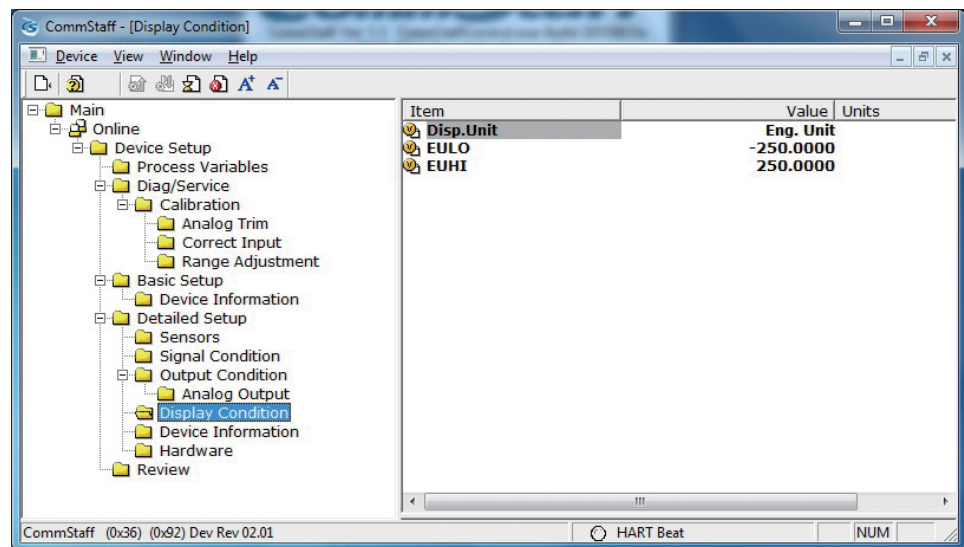 CommStaff - [Display Condition]
Device View Window Help
Main
Online
Device Setup
Process Variables
Diag/Service
Calibration
Analog Trim
Correct Input
Range Adjustment
Basic Setup
Device Information
Detailed Setup
Sensors
Signal Condition
Output Condition
Analog Output
Display Condition
Device Information
Hardware
Review
Item Value Units
Disp.Unit Eng. Unit
EULO -250.0000
EUHI 250.0000
CommStaff (0x36) (0x92) Dev Rev 02.01 HART Beat NUM